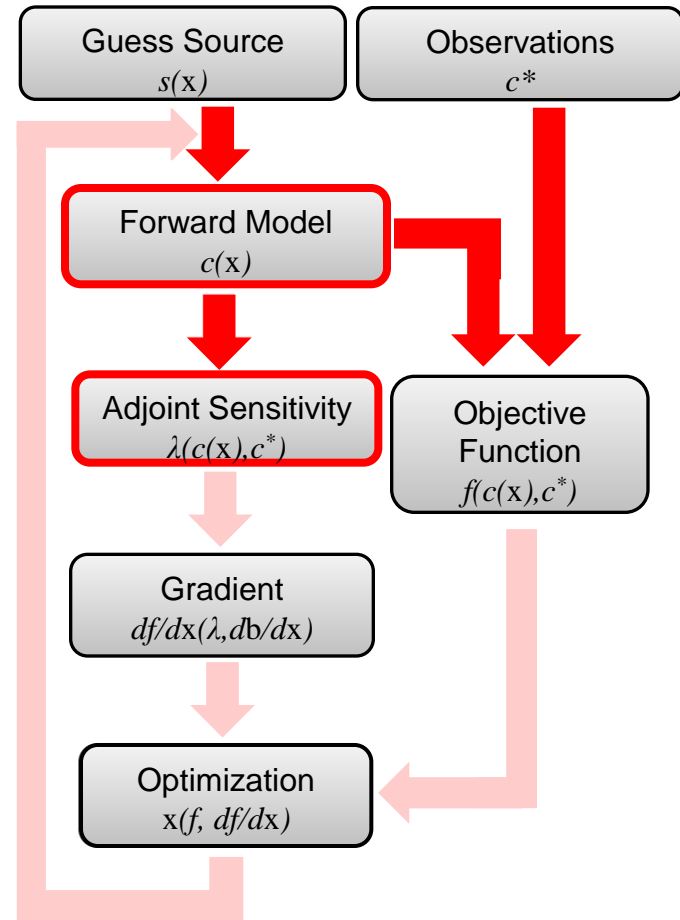 Guess Source
s(x)
Observations
c*
Forward Model
c(x)
Adjoint Sensitivity
λ(c(x),c*)
Objective
Function
f(c(x),c*)
Gradient
df/dx(λ,db/dx)
Optimization
x(f, df/dx)